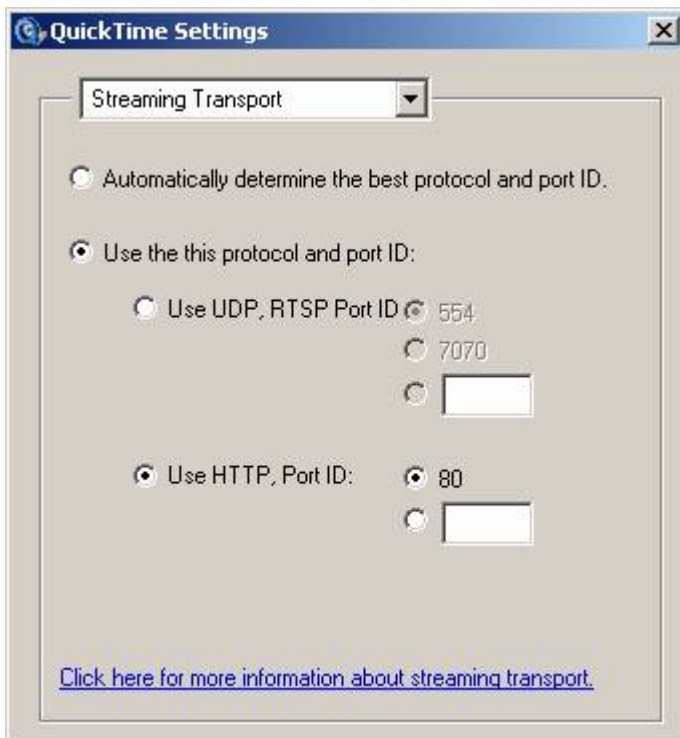 QuickTime Settings
Streaming Transport
Automatically determine the best protocol and port ID.
Use the this protocol and port ID:
Use UDP, RTSP Port ID 554
7070
Use HTTP, Port ID: 80
Click here for more information about streaming transport.